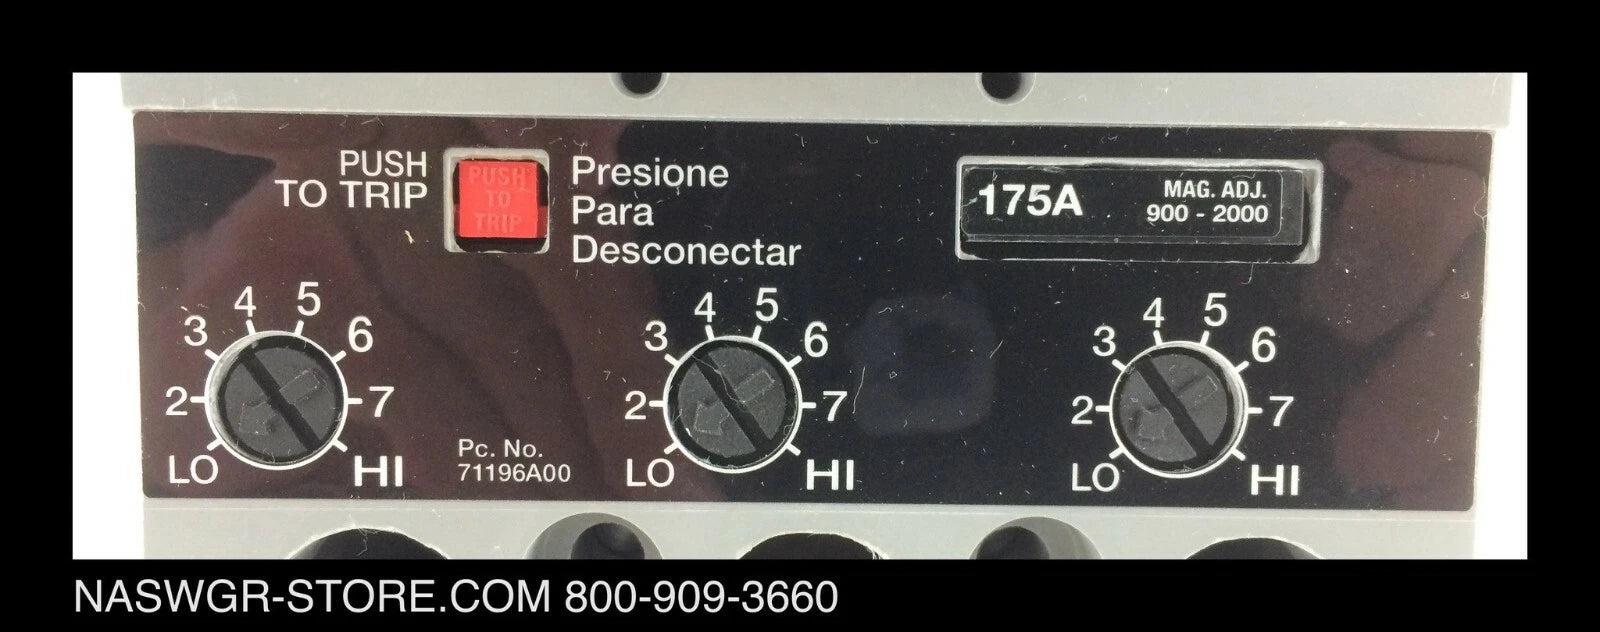 PUSH
TO TRIP
PUSH
TO
TRIP
Presione
Para
Desconectar
175A
MAG. ADJ.
900 - 2000
LO 2 3 4 5 6 7 HI
Pc. No.
71196A00
LO 2 3 4 5 6 7 HI
LO 2 3 4 5 6 7 HI
NASWGR-STORE.COM 800-909-3660